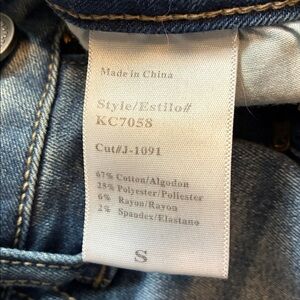 Made in China
Style/Estilo#
KC7058
Cut#J-1091
67% Cotton/Algodon
28% Polyester/Poliester
6% Rayon/Rayon
2% Spandex/Elastano
S